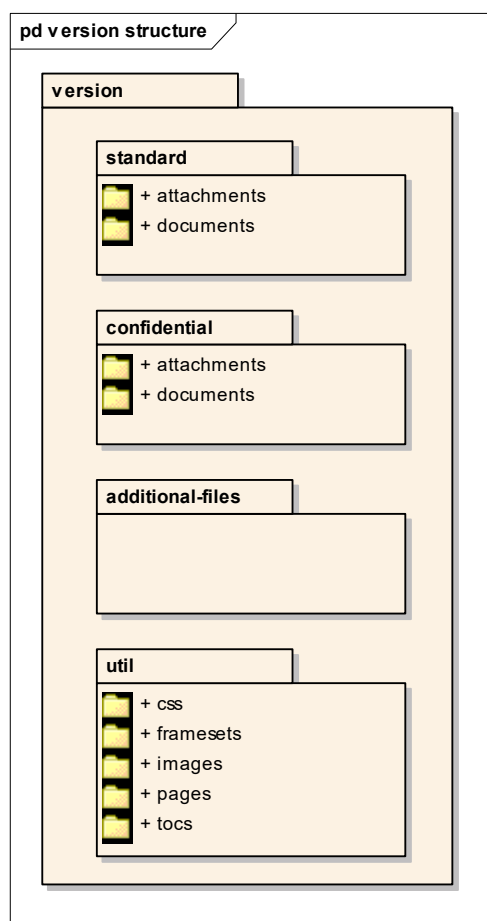 pd version structure
version
standard
+ attachments
+ documents
confidential
+ attachments
+ documents
additional-files
util
+ css
+ framesets
+ images
+ pages
+ tocs